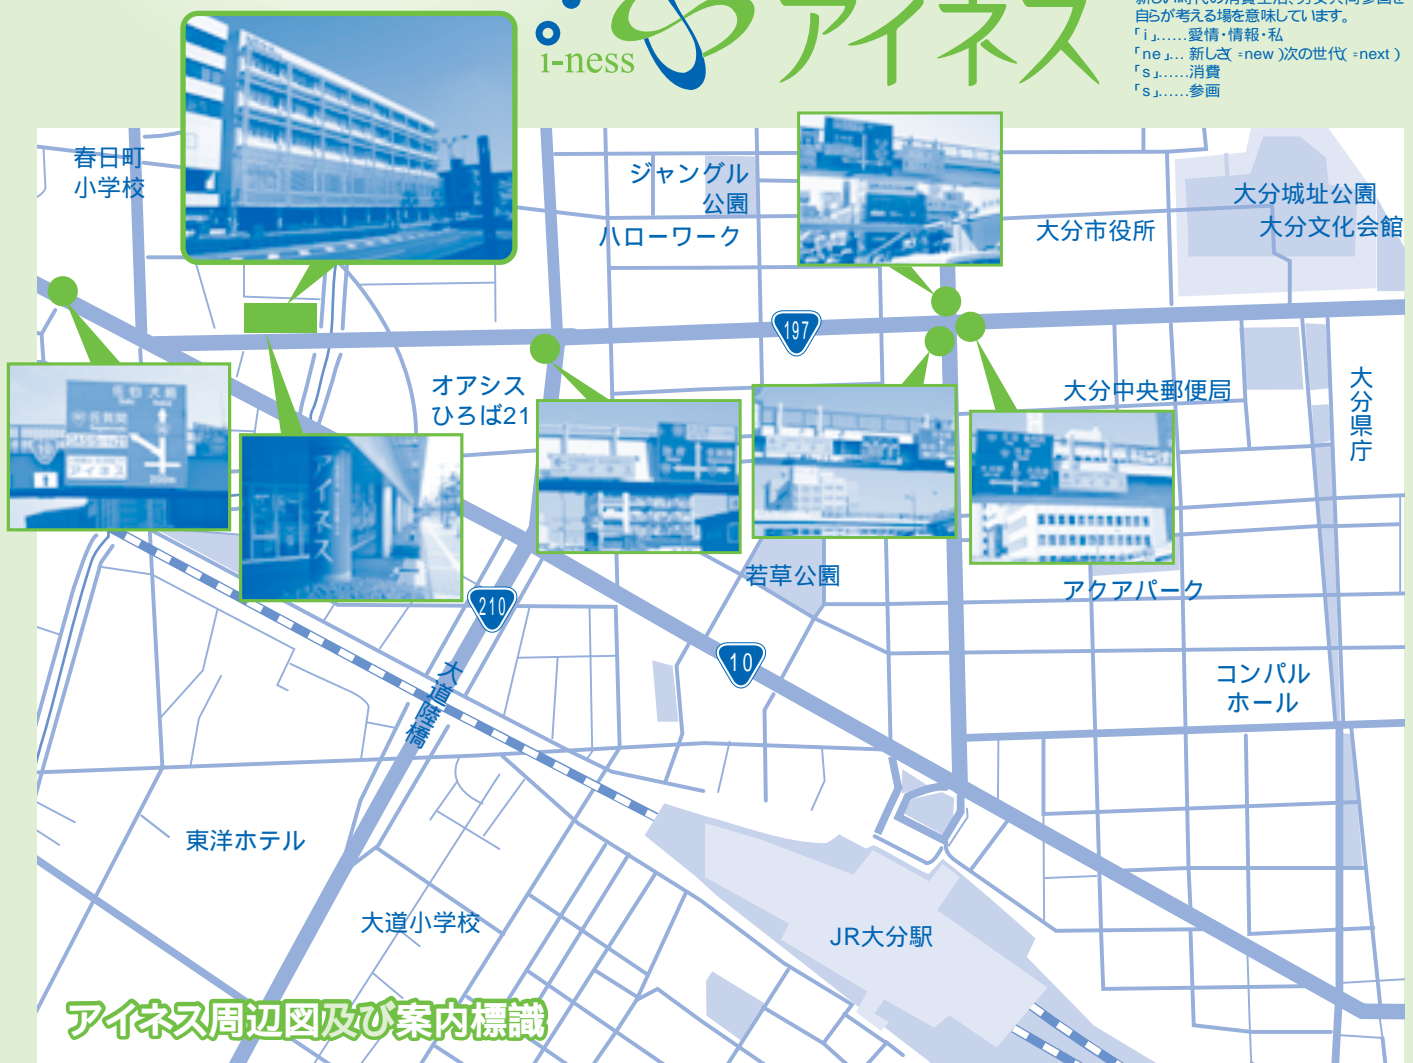 i-ness
アイネス
自らが考える場を意味しています。
「i」……愛情・情報・私
「ne」… 新しさ( =new )次の世代( =next )
「s」……消費
「s」……参画
春日町
小学校
ジャングル
公園
ハローワーク
大分市役所
大分城址公園
大分文化会館
197
オアシス
ひろば21
大分中央郵便局
大分県庁
アイネス
若草公園
アクアパーク
210
10
大道陸橋
コンパル
ホール
東洋ホテル
大道小学校
JR大分駅
アイネス周辺図及び案内標識